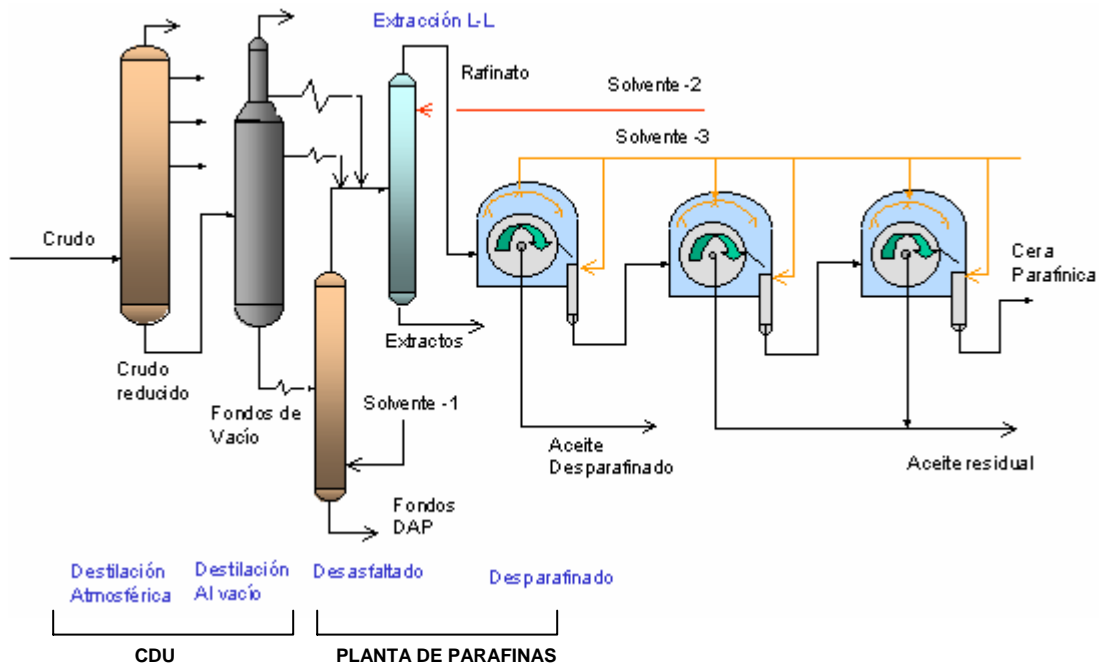 Extracción L-L
Rafinato
Solvente -2
Solvente -3
Crudo
Cera
Parafínica
Extractos
Crudo
reducido
Fondos de
Vacío
Solvente -1
Aceite
Desparafinado
Aceite residual
Fondos
DAP
Destilación
Atmosférica
Destilación
Al vacío
Desasfaltado
Desparafinado
CDU
PLANTA DE PARAFINAS